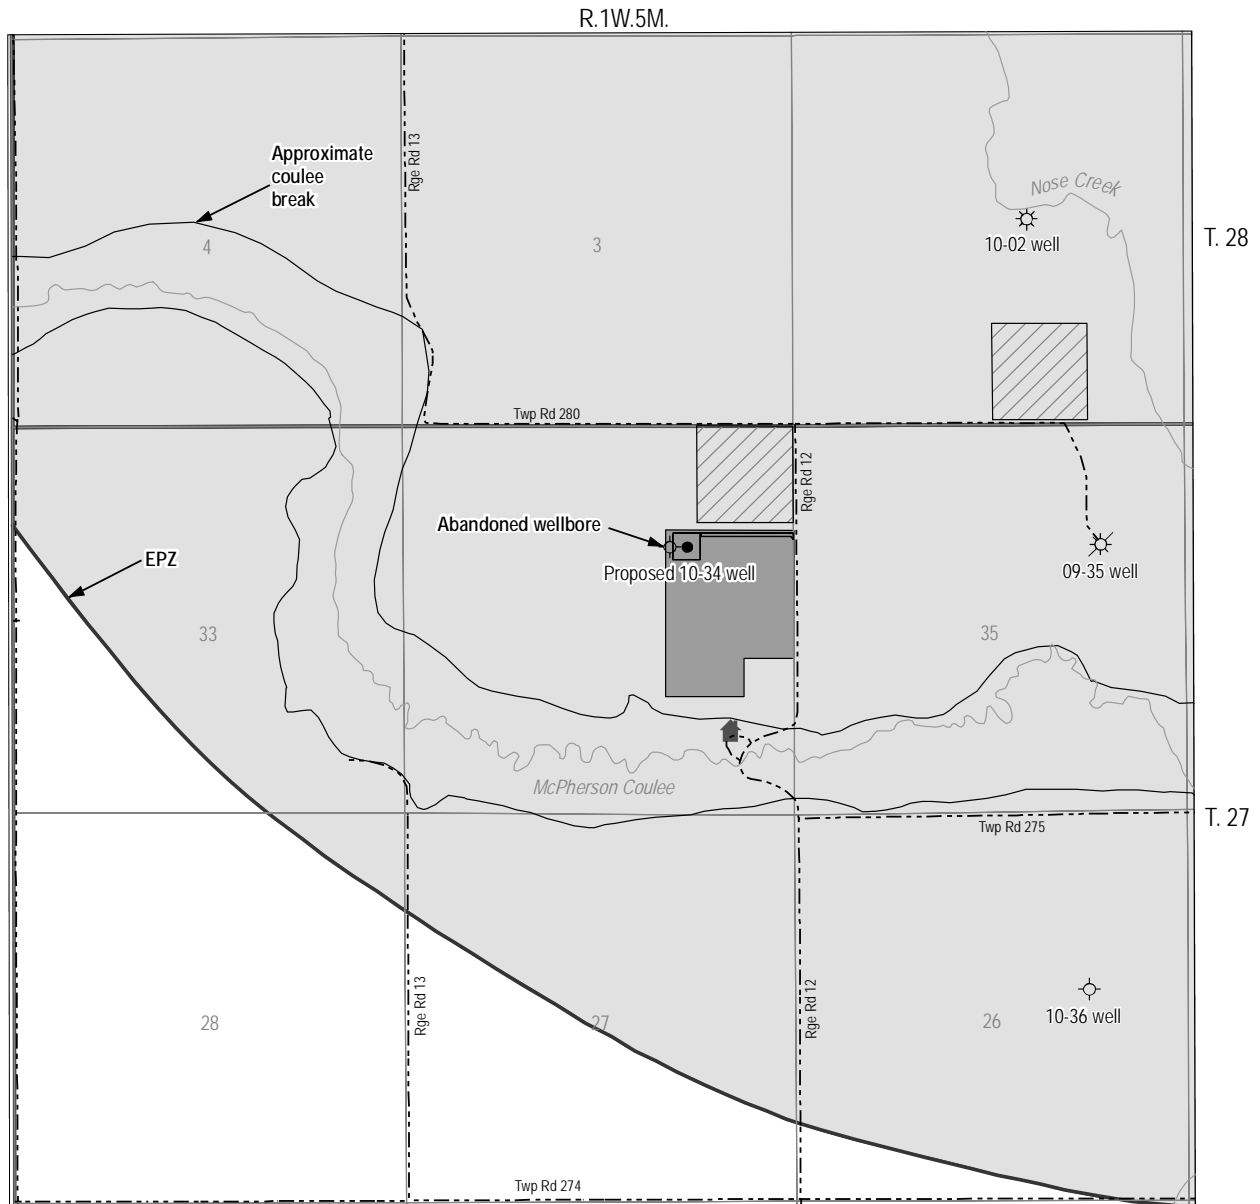 R.1W.5M.
Approximate
coulee
break
Rge Rd 13
Nose Creek
10-02 well
T. 28
4
3
Twp Rd 280
Rge Rd 12
Abandoned wellbore
EPZ
Proposed 10-34 well
09-35 well
33
35
McPherson Coulee
Twp Rd 275
T. 27
Rge Rd 13
Rge Rd 12
28
27
26
10-36 well
Twp Rd 274